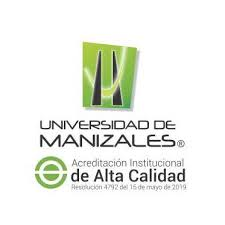 UNIVERSIDAD DE
MANIZALES®
Acreditación Institucional
de Alta Calidad
Resolución 4792 del 15 de mayo de 2019